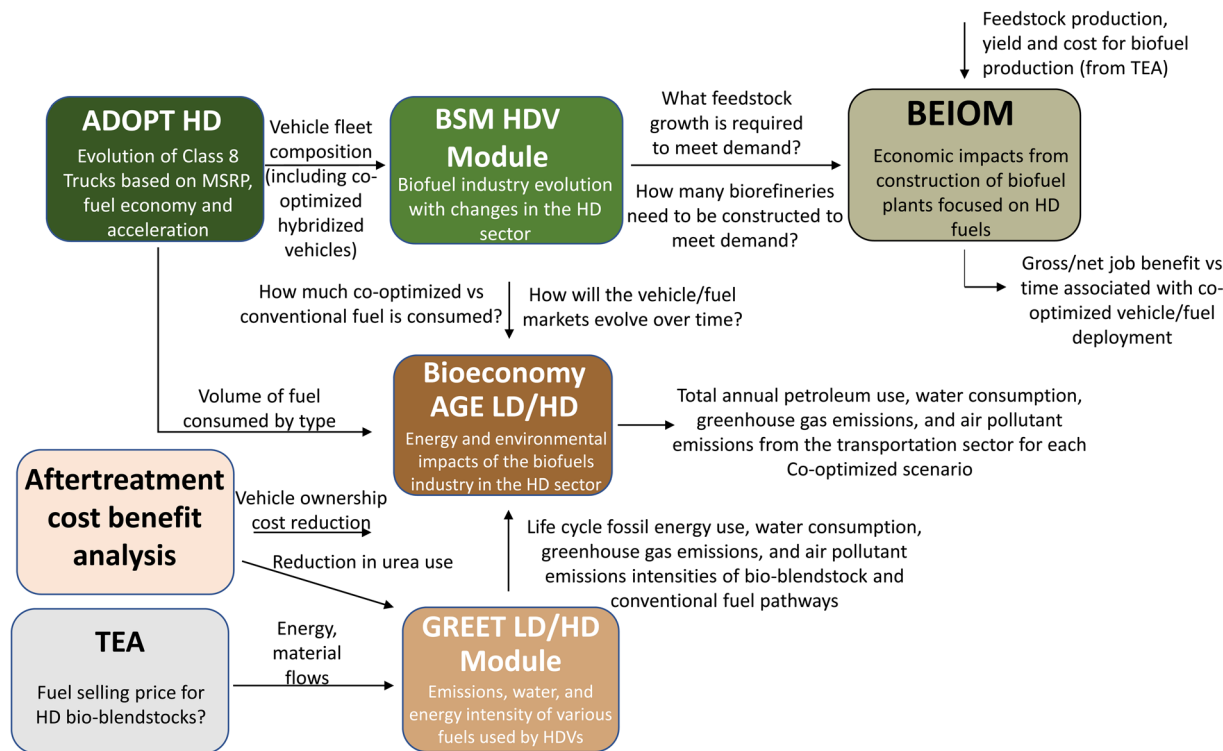 Feedstock production,
yield and cost for biofuel
production (from TEA)
ADOPT HD
Evolution of Class 8
Trucks based on MSRP,
fuel economy and
acceleration
Vehicle fleet
composition
(including co-
optimized
hybridized
vehicles)
BSM HDV
Module
Biofuel industry evolution
with changes in the HD
sector
What feedstock
growth is required
to meet demand?
How many biorefineries
need to be constructed to
meet demand?
BEIOM
Economic impacts from
construction of biofuel
plants focused on HD
fuels
Gross/net job benefit vs
time associated with co-
optimized vehicle/fuel
deployment
How much co-optimized vs
conventional fuel is consumed?
How will the vehicle/fuel
markets evolve over time?
Volume of fuel
consumed by type
Bioeconomy
AGE LD/HD
Energy and environmental
impacts of the biofuels
industry in the HD sector
Total annual petroleum use, water consumption,
greenhouse gas emissions, and air pollutant
emissions from the transportation sector for each
Co-optimized scenario
Aftertreatment
cost benefit
analysis
Vehicle ownership
cost reduction
Reduction in urea use
Life cycle fossil energy use, water consumption,
greenhouse gas emissions, and air pollutant
emissions intensities of bio-blendstock and
conventional fuel pathways
TEA
Fuel selling price for
HD bio-blendstocks?
Energy,
material
flows
GREET LD/HD
Module
Emissions, water, and
energy intensity of various
fuels used by HDVs